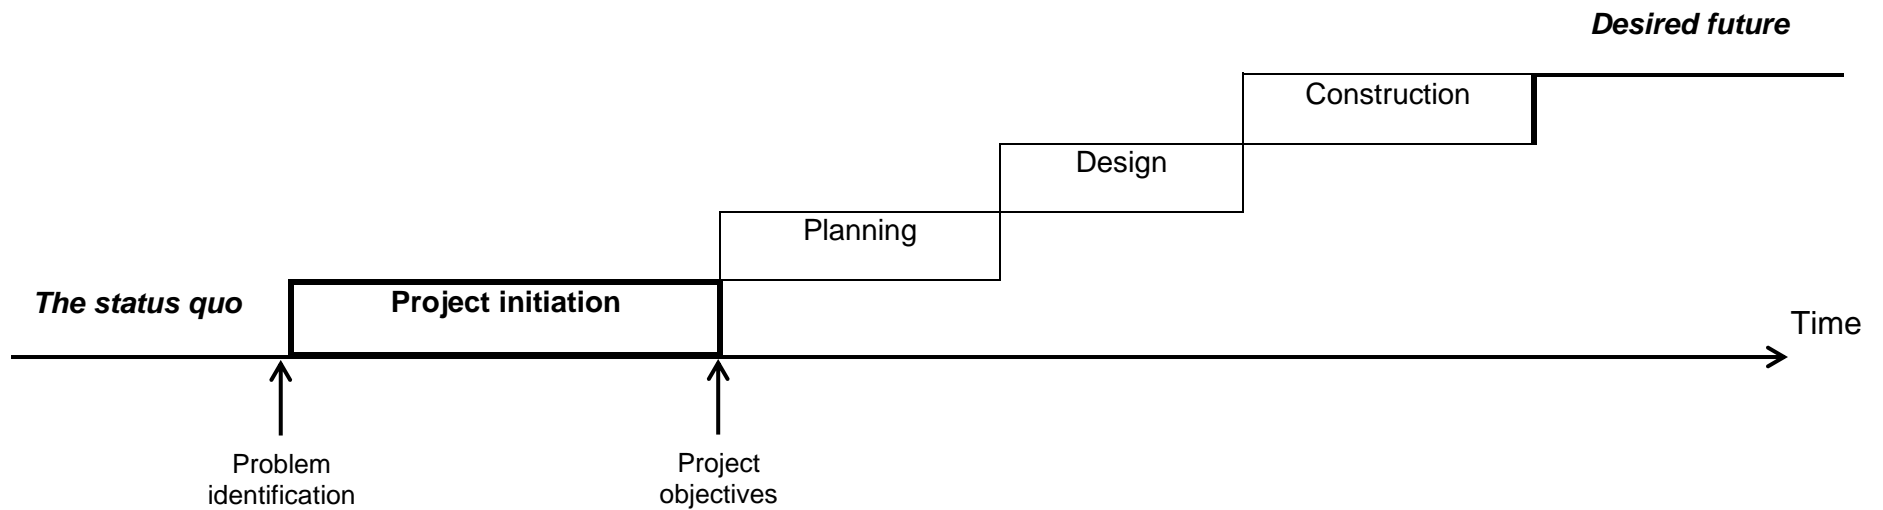 Desired future
Construction
Design
Planning
The status quo
Project initiation
Time
Problem
identification
Project
objectives